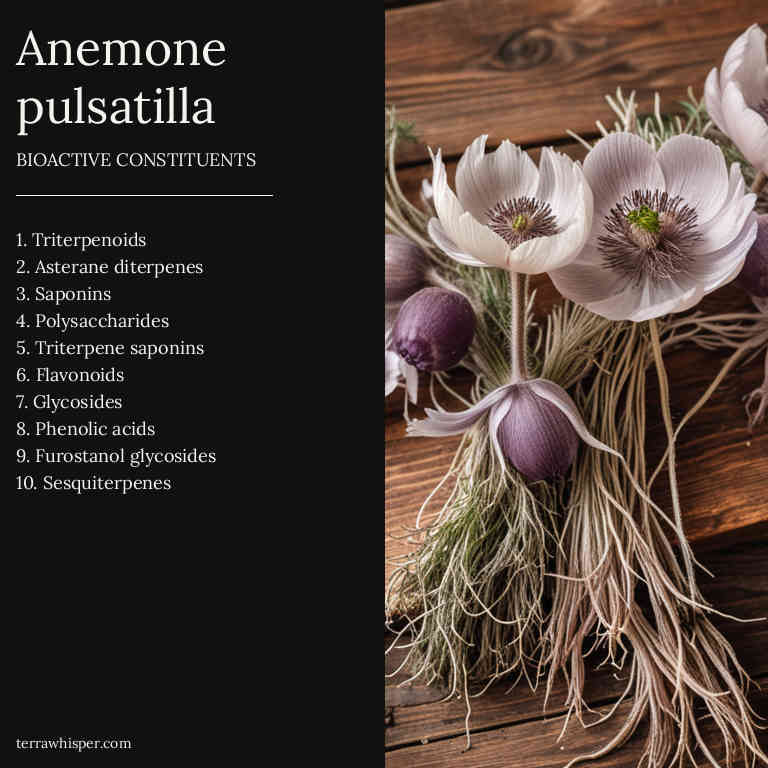 Anemone
pulsatilla
BIOACTIVE CONSTITUENTS
1. Triterpenoids
2. Asterane diterpenes
3. Saponins
4. Polysaccharides
5. Triterpene saponins
6. Flavonoids
7. Glycosides
8. Phenolic acids
9. Furostanol glycosides
10. Sesquiterpenes
terrawhisper.com